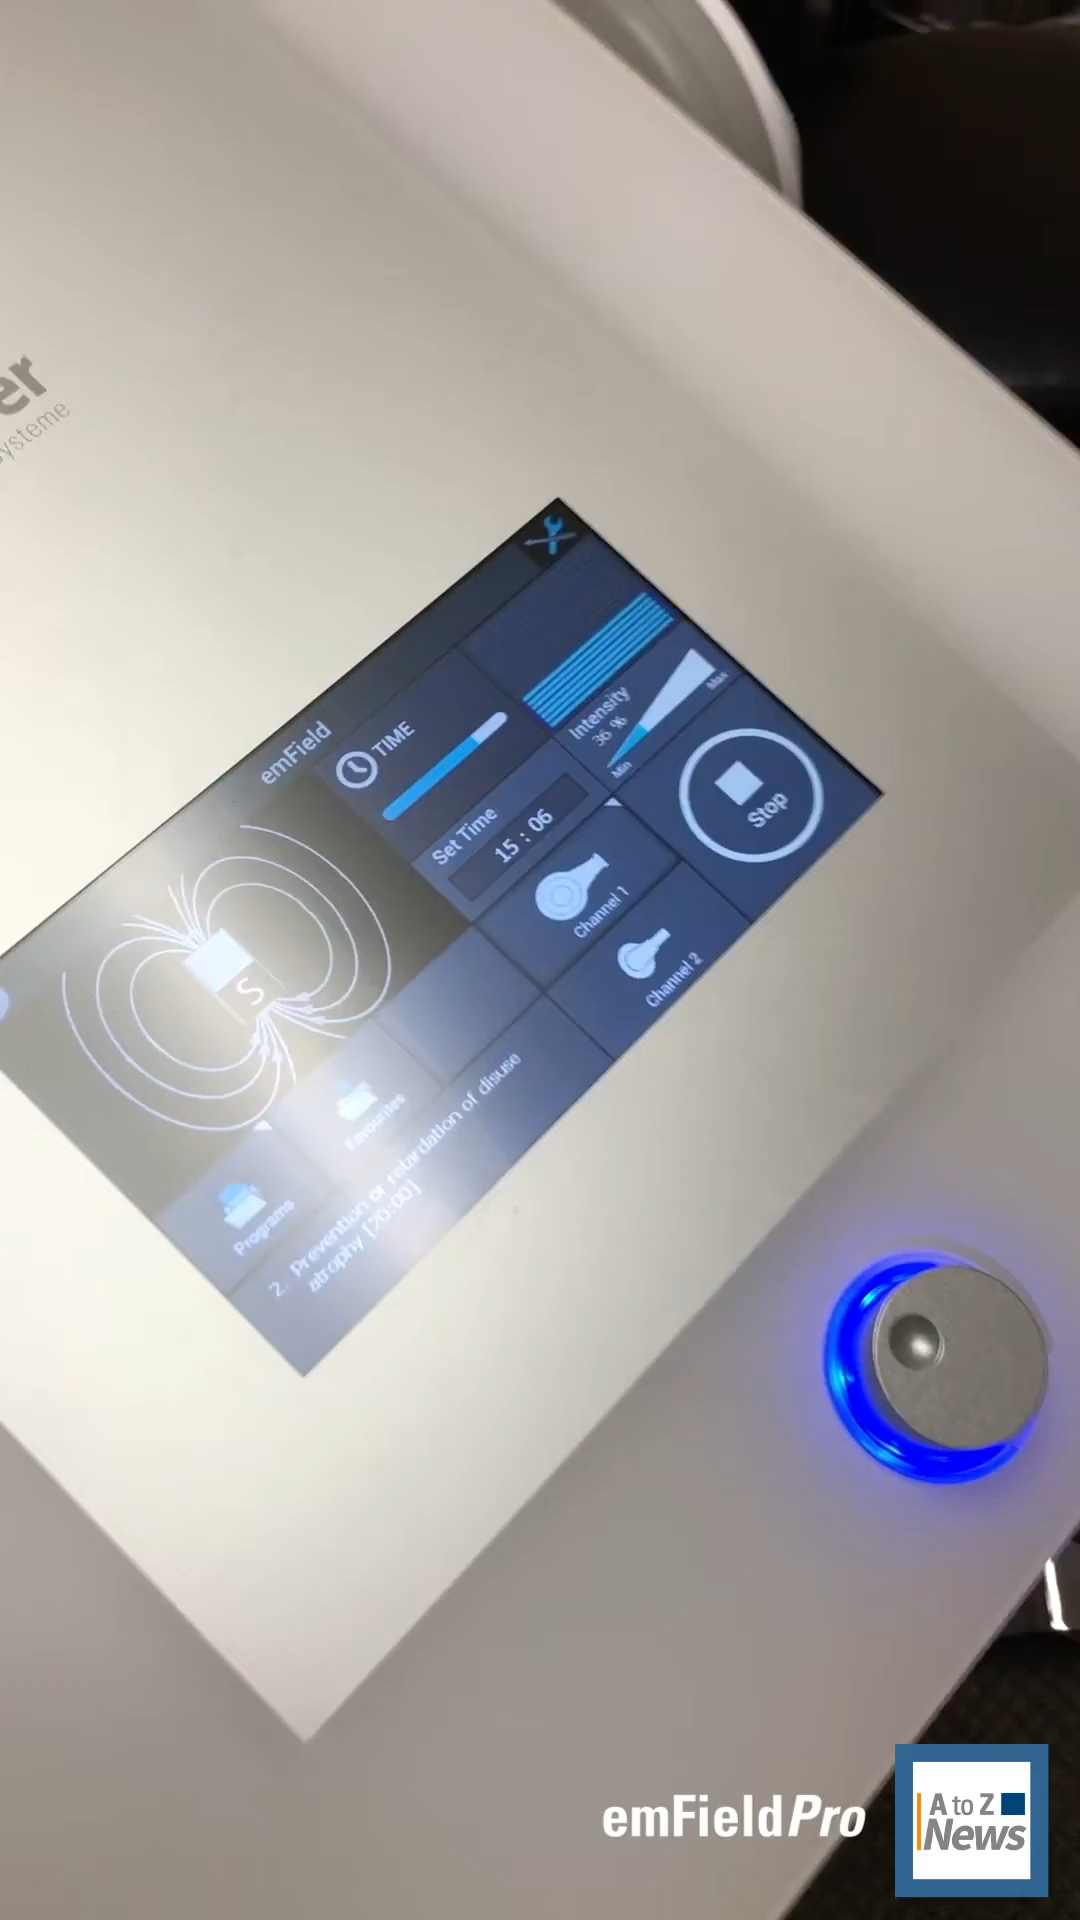 er
ysteme
emField
TIME
Set Time
15 : 06
Intensity
36 %
Min
Max
Stop
Channel 1
Channel 2
S
Programs
Favourites
2. Prevention or retardation of disuse
atrophy [20:00]
emFieldPro
A to Z
News